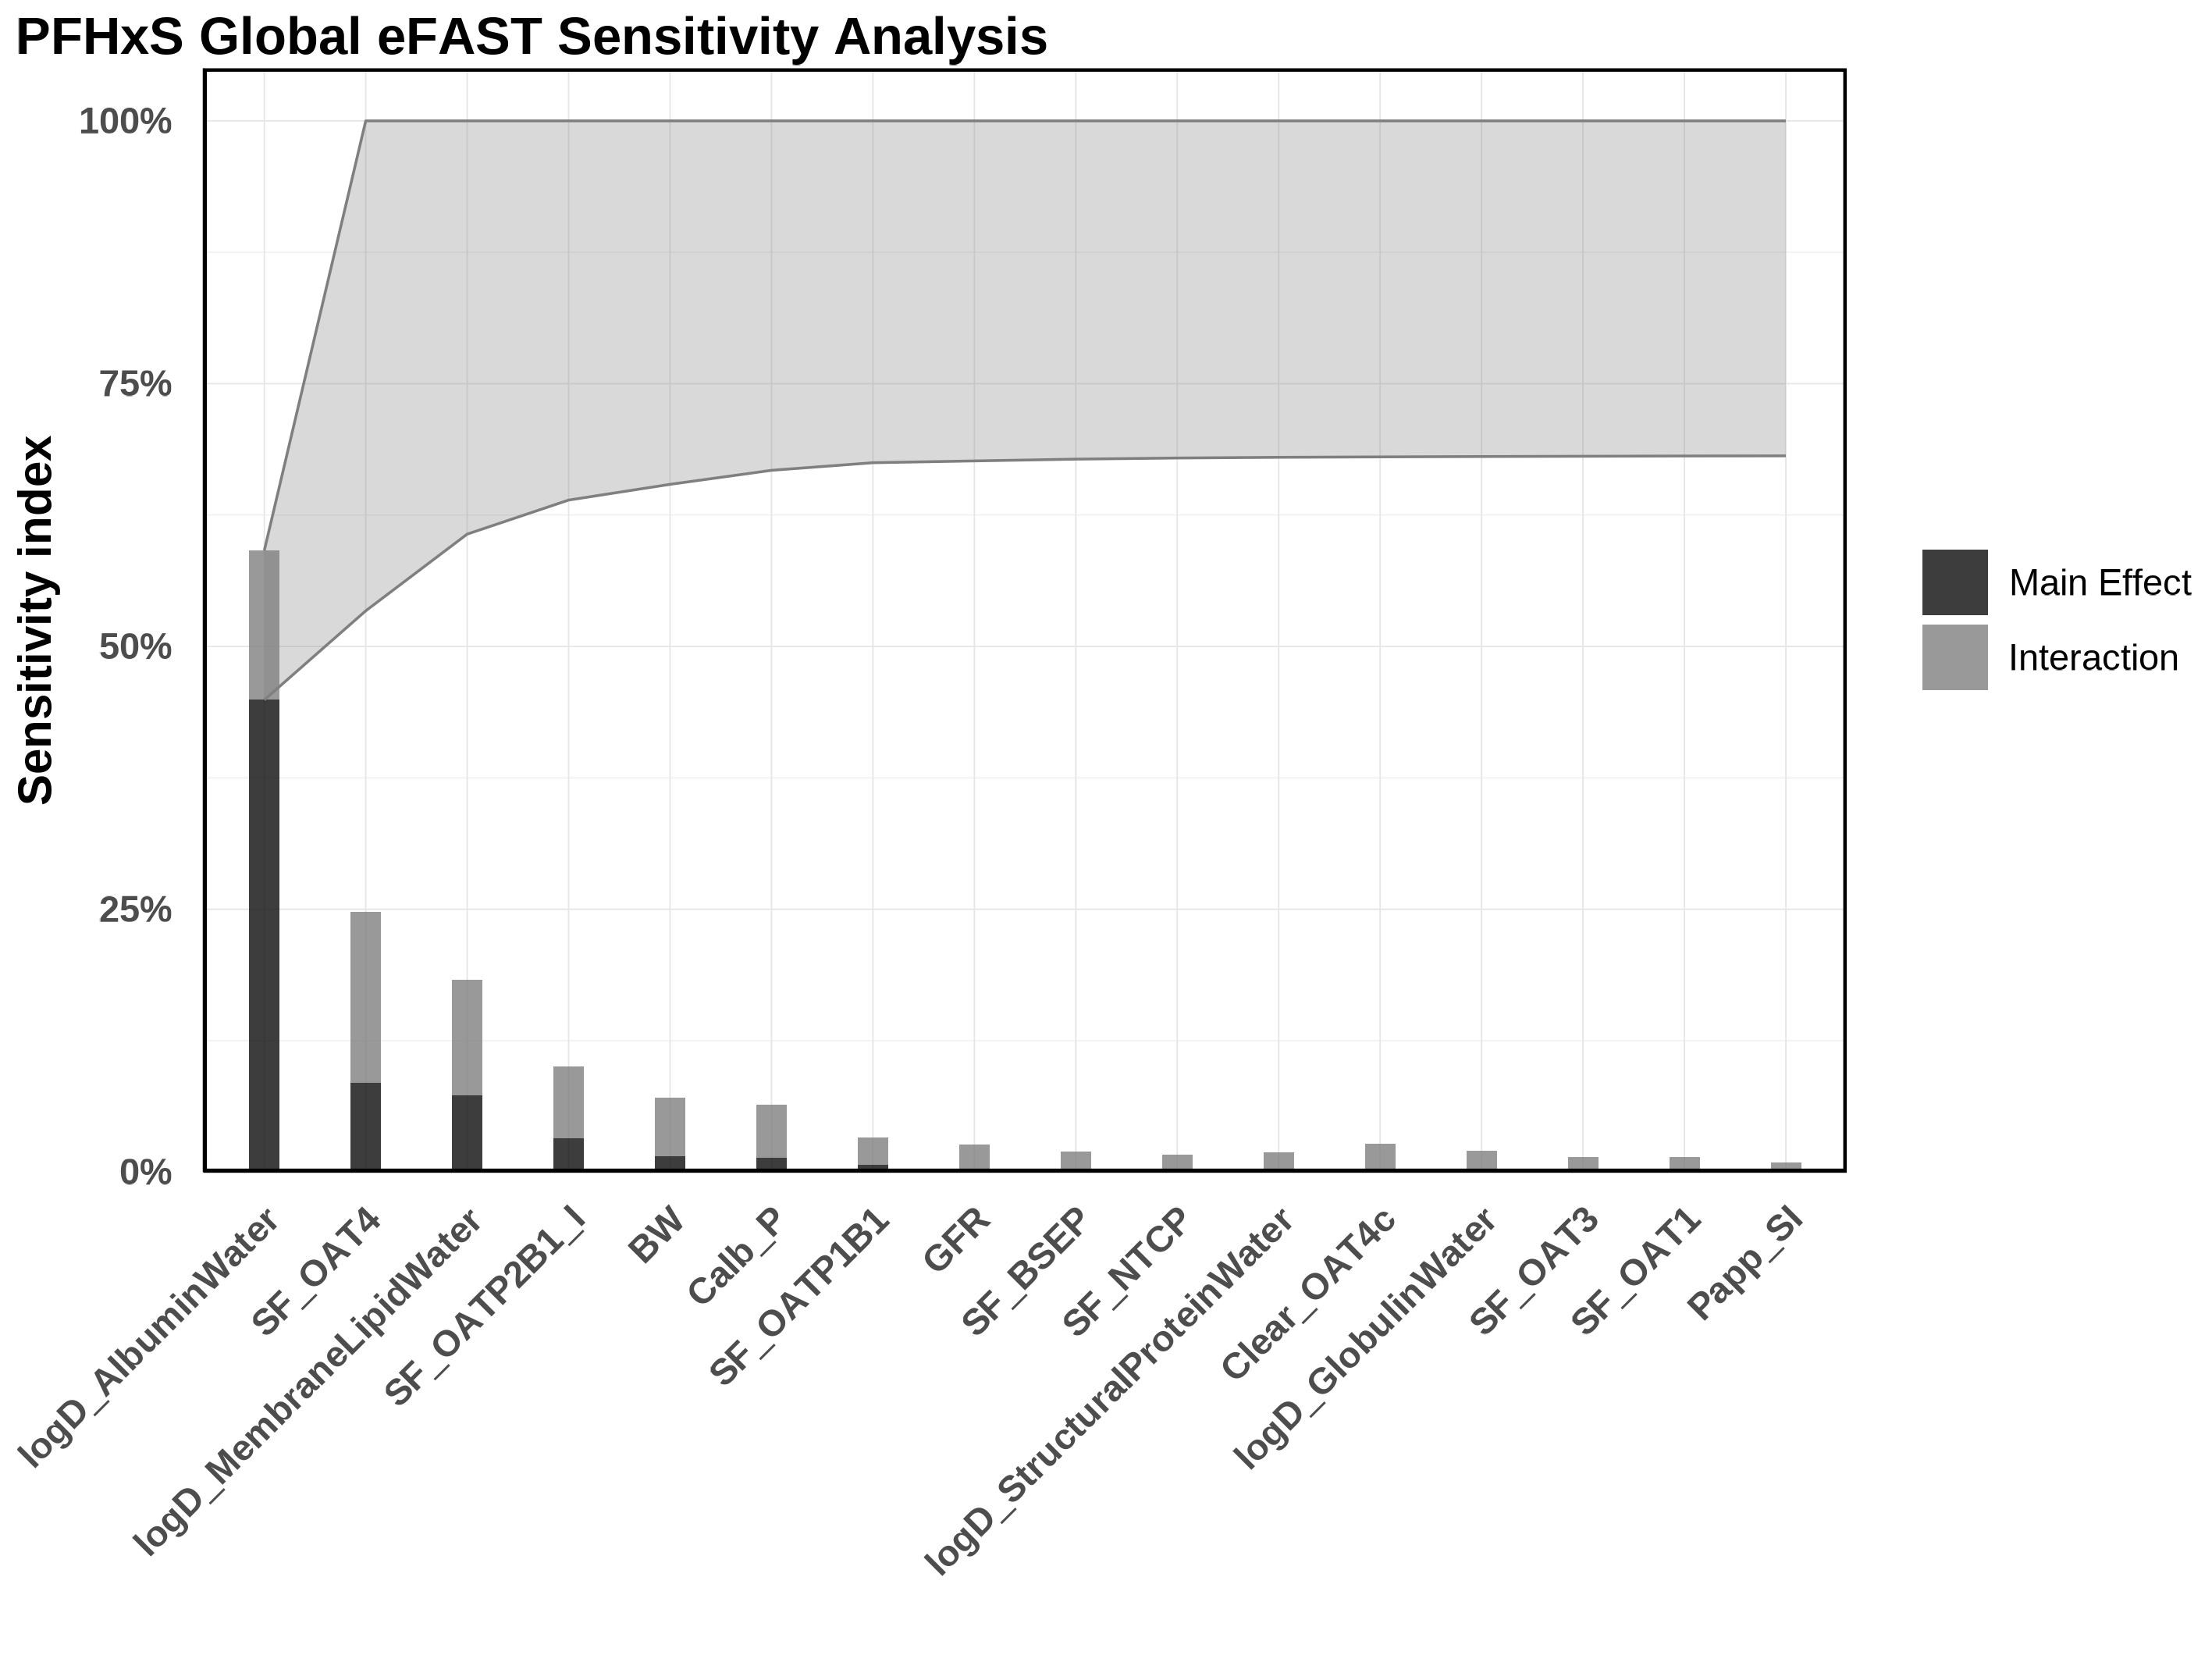 PFHxS Global eFAST Sensitivity Analysis
Sensitivity index
100%
75%
50%
25%
0%
logD_AlbuminWater
SF_OAT4
logD_MembraneLipidWater
SF_OATP2B1_I
BW
Calb_P
SF_OATP1B1
GFR
SF_BSEP
SF_NTCP
logD_StructuralProteinWater
Clear_OAT4c
logD_GlobulinWater
SF_OAT3
SF_OAT1
Papp_SI
Main Effect
Interaction